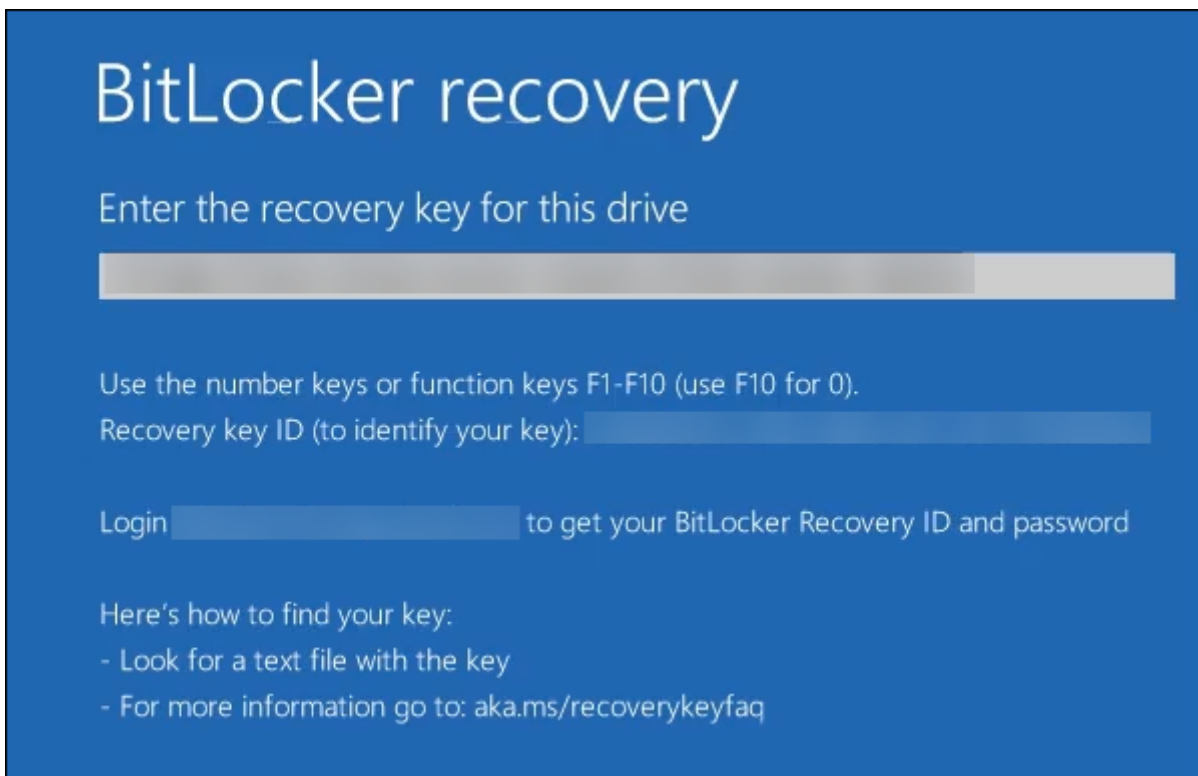 BitLocker recovery
Enter the recovery key for this drive
Use the number keys or function keys F1-F10 (use F10 for 0).
Recovery key ID (to identify your key):
Login to get your BitLocker Recovery ID and password
Here's how to find your key:
- Look for a text file with the key
- For more information go to: aka.ms/recoverykeyfaq